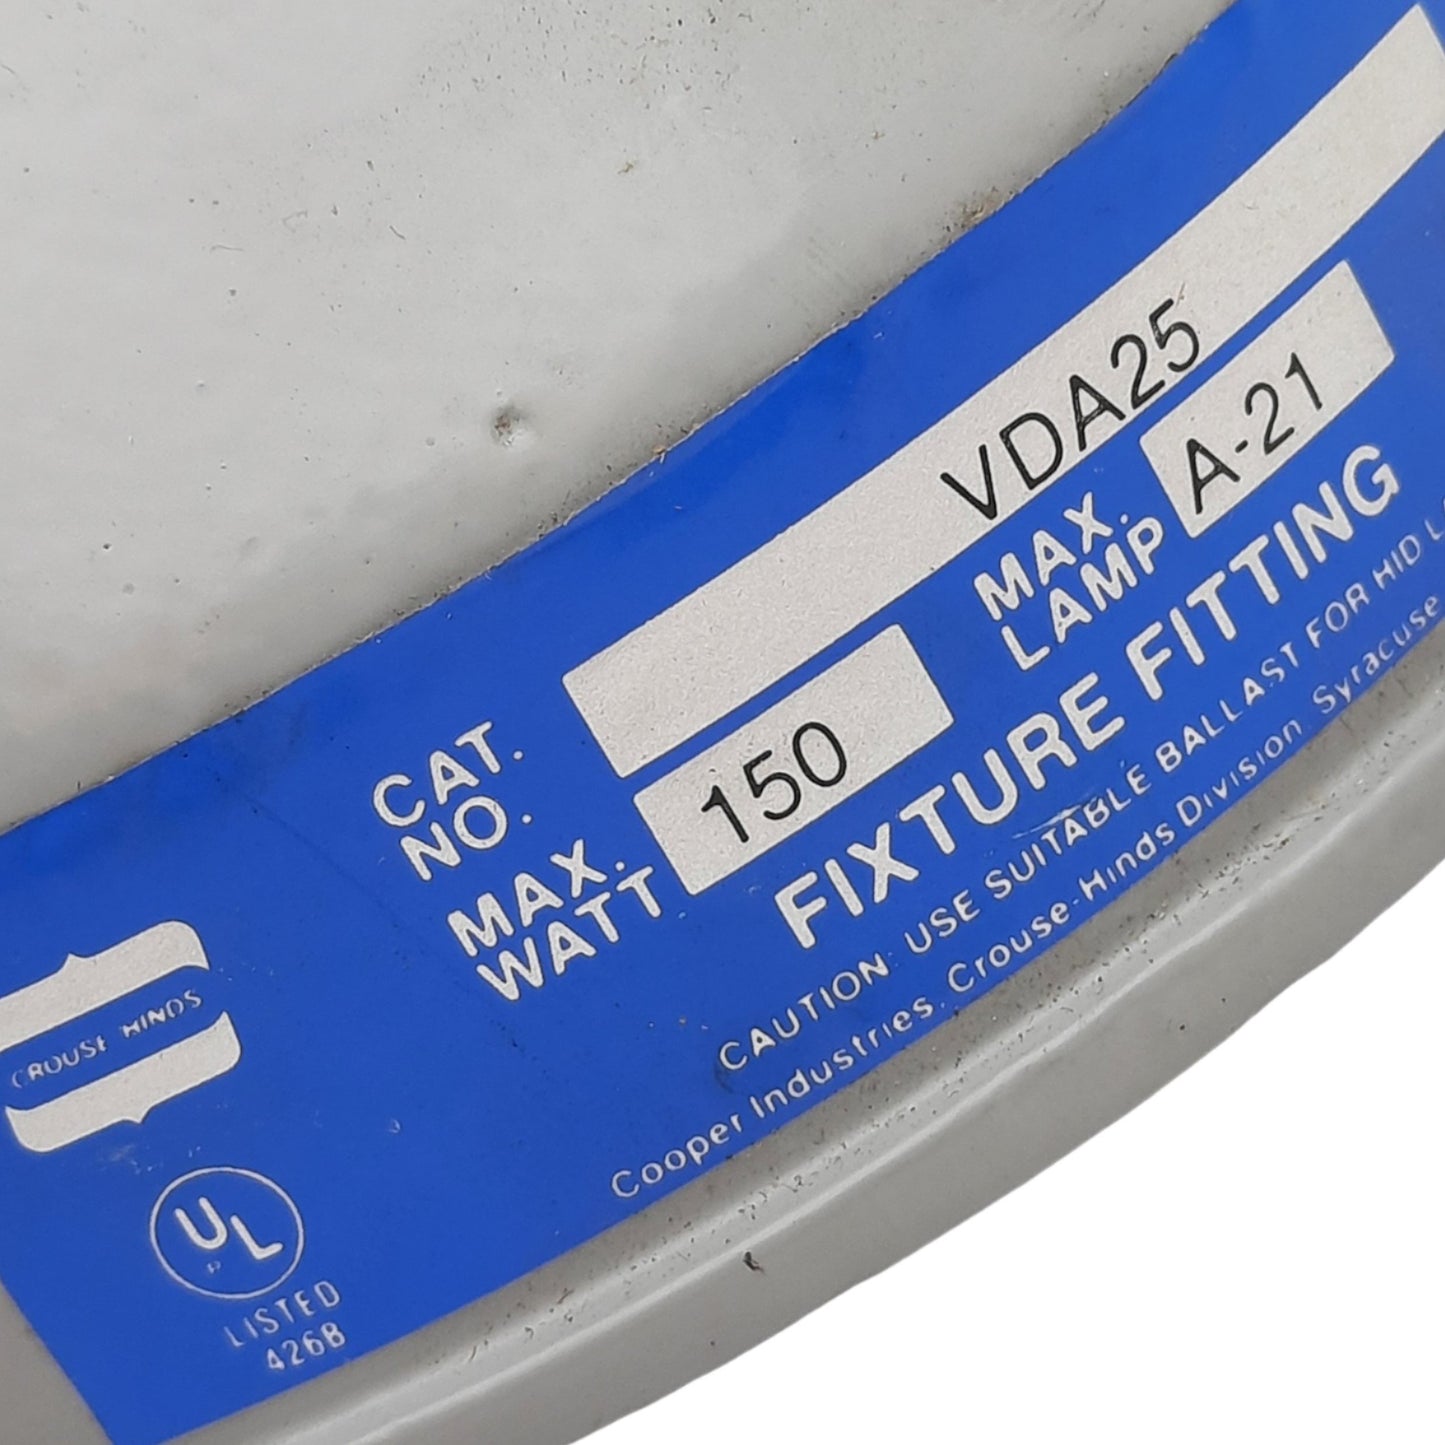 CAT. NO. VDA25
MAX. WATT 150
MAX. LAMP A-21
FIXTURE FITTING
CAUTION: USE SUITABLE BALLAST FOR HID
Cooper Industries, Crouse-Hinds Division, Syracuse
CROUSE HINDS
UL
LISTED
426B